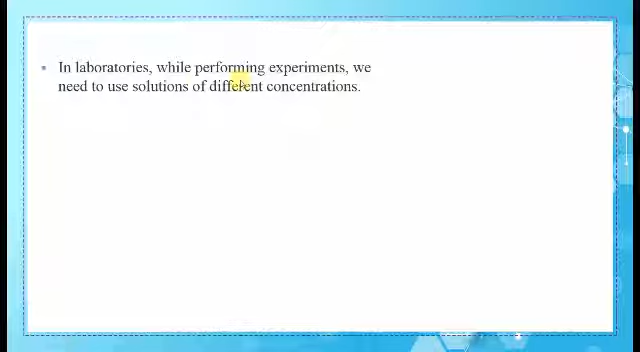 ▪ In laboratories, while performing experiments, we
need to use solutions of different concentrations.